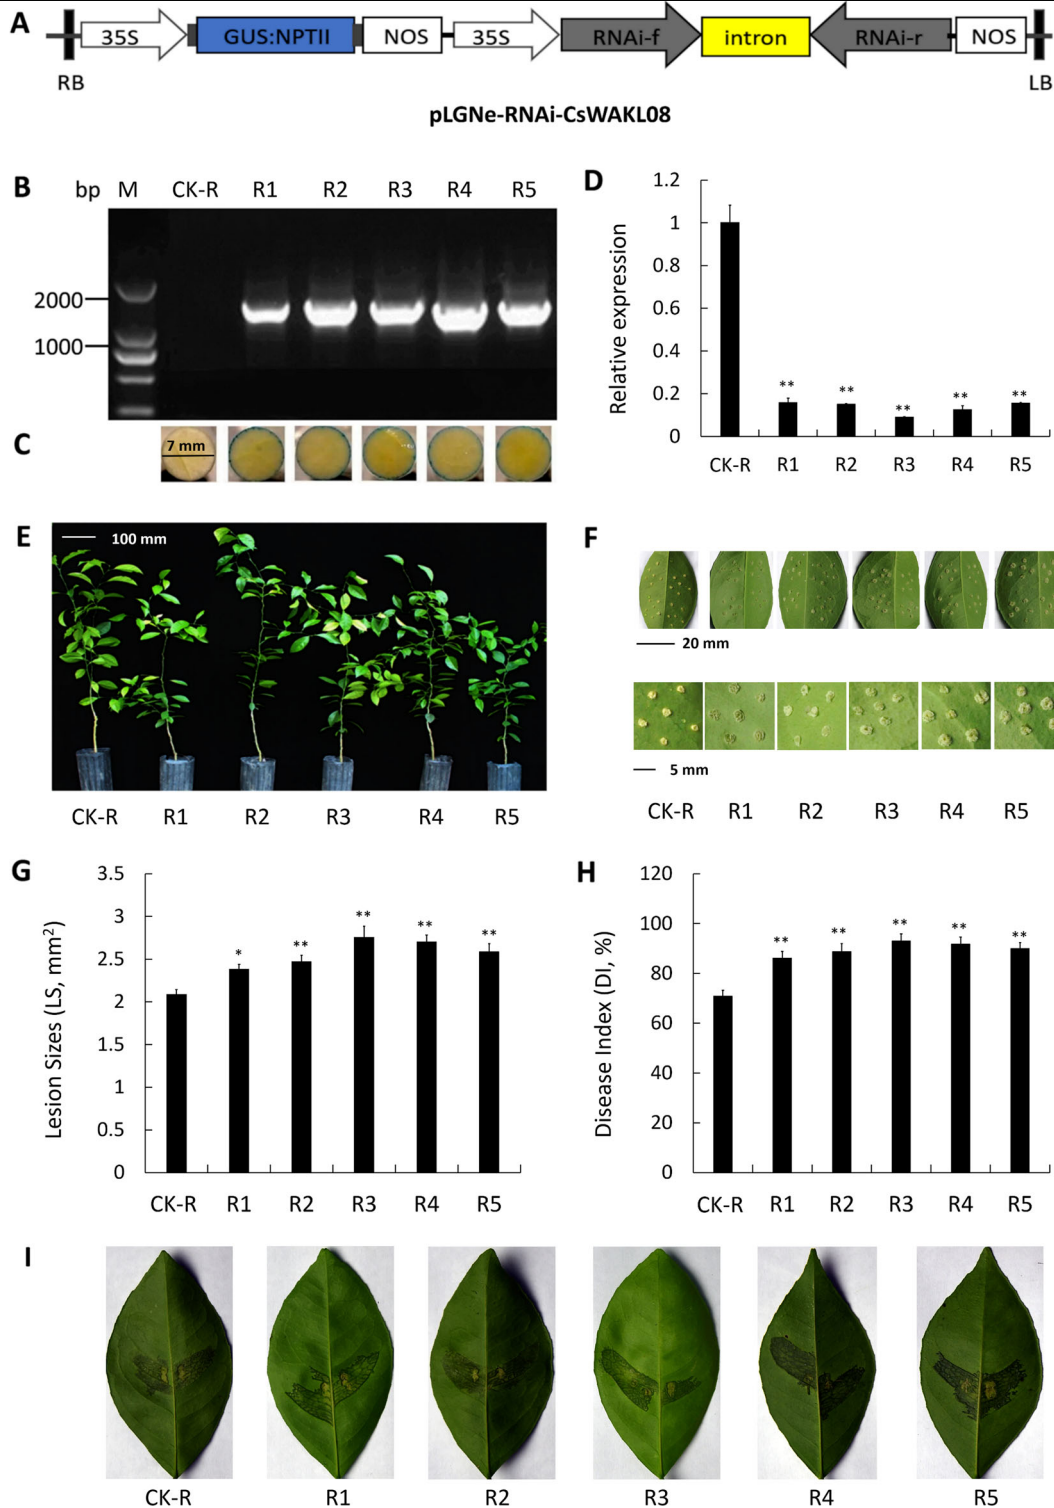 A
35S GUS:NPTII NOS 35S RNAi-f intron RNAi-r NOS
RB LB
pLGNe-RNAi-CsWAKL08
B bp M CK-R R1 R2 R3 R4 R5
2000
1000
C
7 mm
D
Relative expression
1.2
1
0.8
0.6
0.4
0.2
0
** ** ** ** **
CK-R R1 R2 R3 R4 R5
E
100 mm
CK-R R1 R2 R3 R4 R5
F
20 mm
5 mm
CK-R R1 R2 R3 R4 R5
G
Lesion Sizes (LS, mm²)
3.5
3
2.5
2
1.5
1
0.5
0
* ** ** ** **
CK-R R1 R2 R3 R4 R5
H
Disease Index (DI, %)
120
100
80
60
40
20
0
** ** ** ** **
CK-R R1 R2 R3 R4 R5
I
CK-R R1 R2 R3 R4 R5